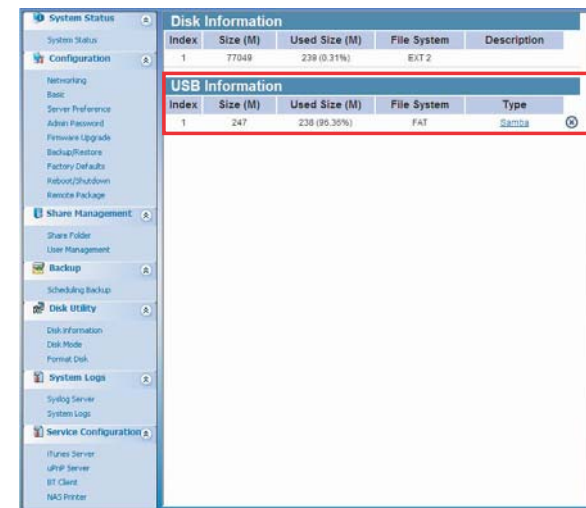 System Status
System Status
Configuration
Networking
Basic
Server Preference
Admin Password
Firmware Upgrade
Backup/Restore
Factory Defaults
Reboot/Shutdown
Remote Package
Share Management
Share Folder
User Management
Backup
Scheduling Backup
Disk Utility
Disk Information
Disk Mode
Format Disk
System Logs
Syslog Server
System Logs
Service Configuration
iTunes Server
uPnP Server
BT Client
NAS Printer
Disk Information
Index Size (M) Used Size (M) File System Description
1 77049 239 (0.31%) EXT 2
USB Information
Index Size (M) Used Size (M) File System Type
1 247 238 (96.36%) FAT Samba